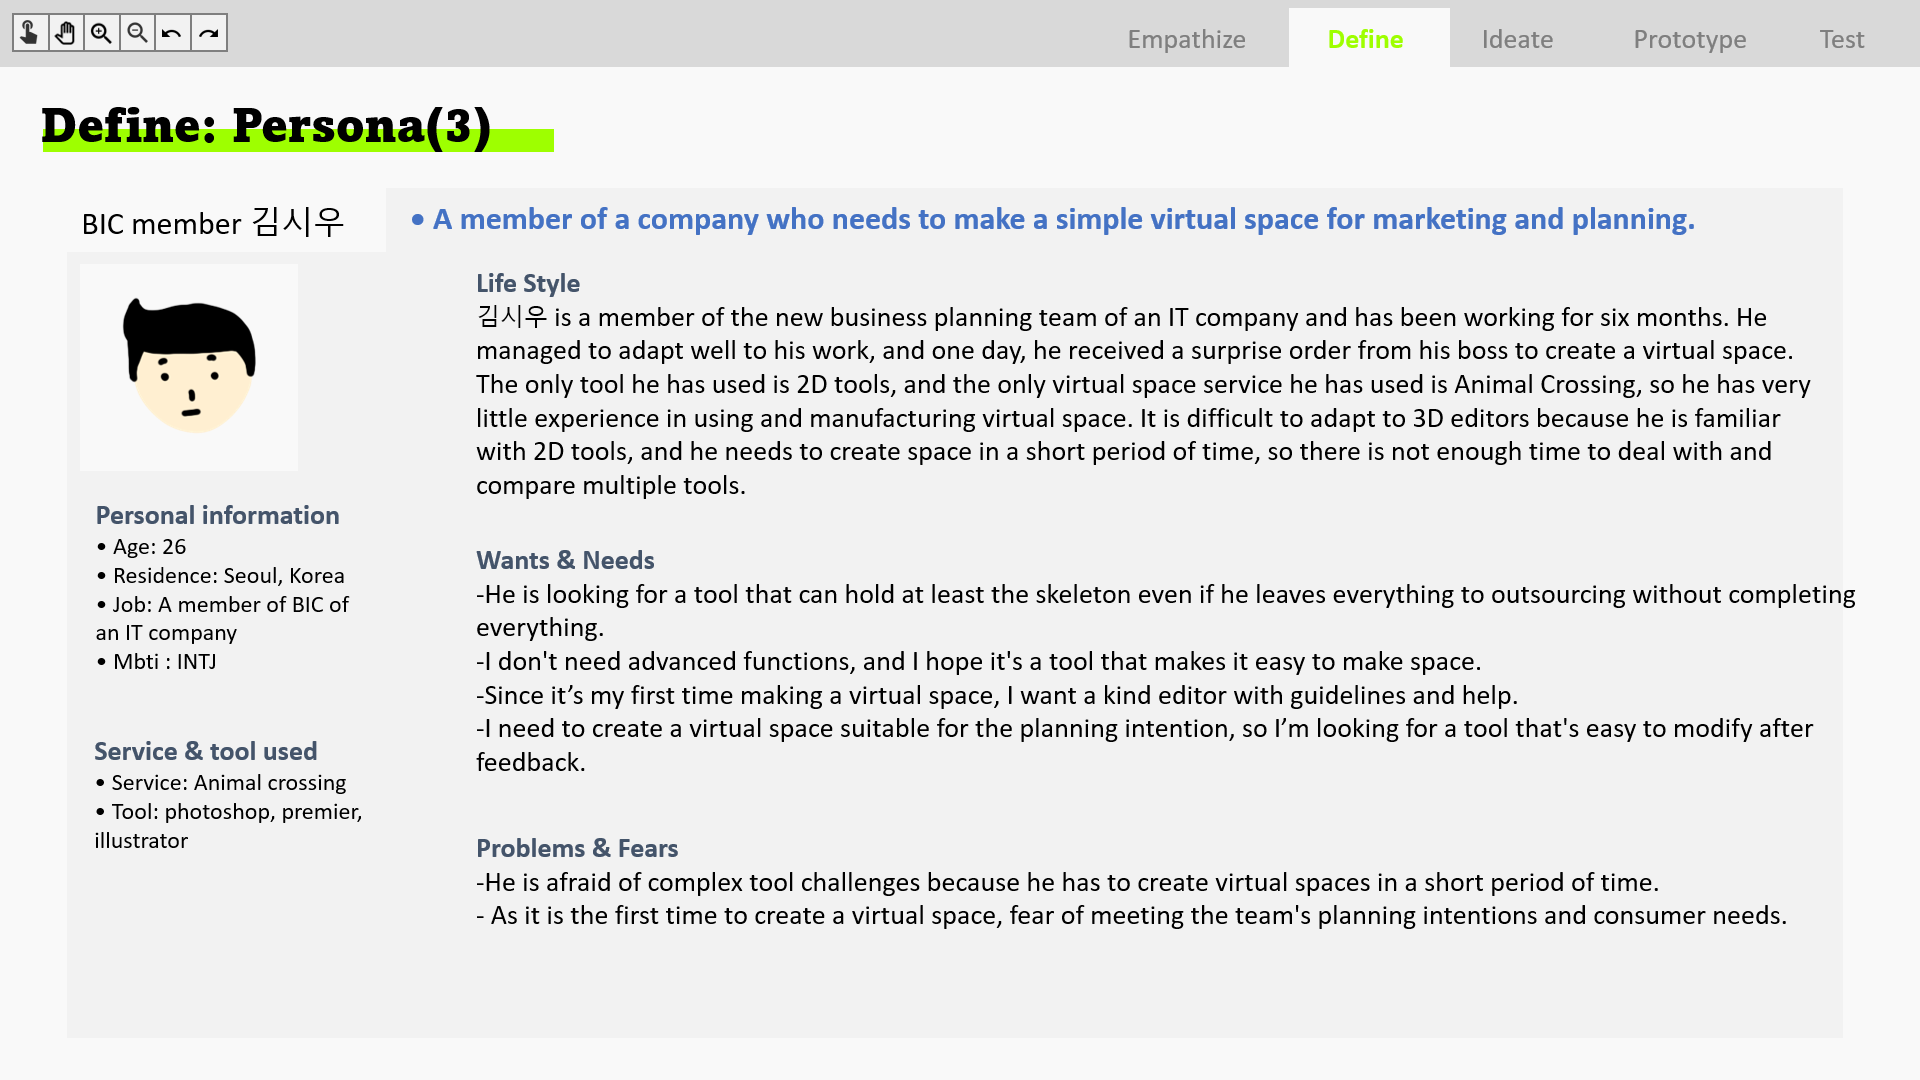 Empathize
Define
Ideate
Prototype
Test
Define: Persona(3)
BIC member 김시우
• A member of a company who needs to make a simple virtual space for marketing and planning.
Personal information
• Age: 26
• Residence: Seoul, Korea
• Job: A member of BIC of
an IT company
• Mbti : INTJ
Service & tool used
• Service: Animal crossing
• Tool: photoshop, premier,
illustrator
Life Style
김시우 is a member of the new business planning team of an IT company and has been working for six months. He
managed to adapt well to his work, and one day, he received a surprise order from his boss to create a virtual space.
The only tool he has used is 2D tools, and the only virtual space service he has used is Animal Crossing, so he has very
little experience in using and manufacturing virtual space. It is difficult to adapt to 3D editors because he is familiar
with 2D tools, and he needs to create space in a short period of time, so there is not enough time to deal with and
compare multiple tools.
Wants & Needs
-He is looking for a tool that can hold at least the skeleton even if he leaves everything to outsourcing without completing
everything.
-I don't need advanced functions, and I hope it's a tool that makes it easy to make space.
-Since it’s my first time making a virtual space, I want a kind editor with guidelines and help.
-I need to create a virtual space suitable for the planning intention, so I’m looking for a tool that's easy to modify after
feedback.
Problems & Fears
-He is afraid of complex tool challenges because he has to create virtual spaces in a short period of time.
- As it is the first time to create a virtual space, fear of meeting the team's planning intentions and consumer needs.